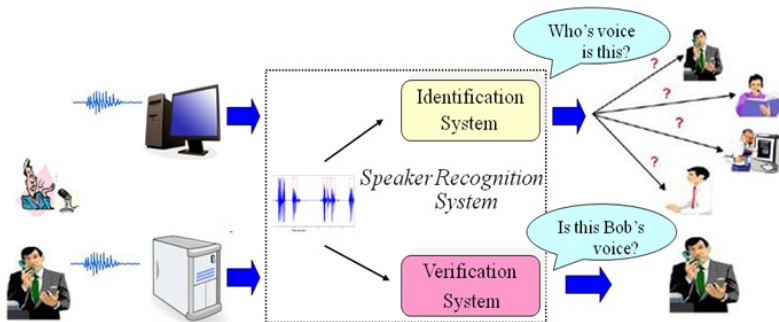 Who's voice
is this?
?
?
?
?
Identification
System
Speaker Recognition
System
Is this Bob's
voice?
Verification
System